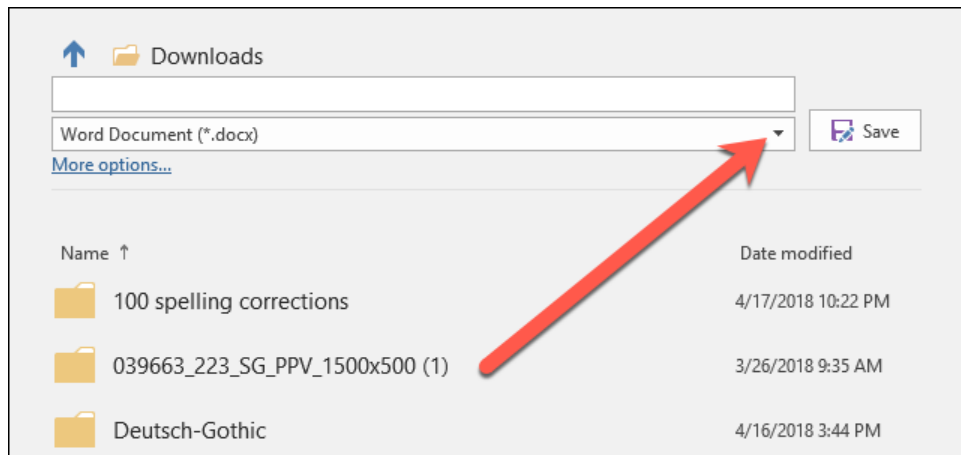 Downloads
Word Document (*.docx)
Save
More options...
Name ↑ Date modified
100 spelling corrections 4/17/2018 10:22 PM
039663_223_SG_PPV_1500x500 (1) 3/26/2018 9:35 AM
Deutsch-Gothic 4/16/2018 3:44 PM